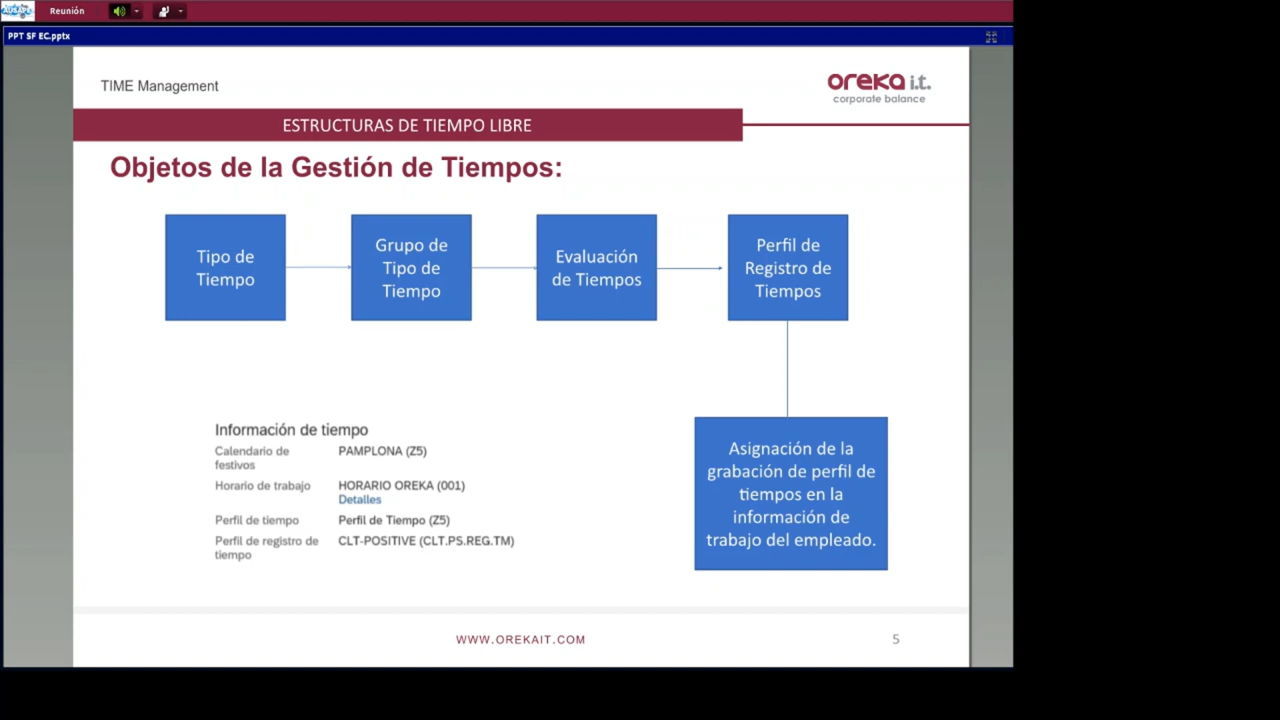 Reunión
PPT SF EC.pptx
TIME Management
oreka i.t.
corporate balance
ESTRUCTURAS DE TIEMPO LIBRE
Objetos de la Gestión de Tiempos:
Tipo de
Tiempo
Grupo de
Tipo de
Tiempo
Evaluación
de Tiempos
Perfil de
Registro de
Tiempos
Información de tiempo
Calendario de
festivos
PAMPLONA (Z5)
Horario de trabajo
HORARIO OREKA (001)
Detalles
Perfil de tiempo
Perfil de Tiempo (Z5)
Perfil de registro de
tiempo
CLT-POSITIVE (CLT.PS.REG.TM)
Asignación de la
grabación de perfil de
tiempos en la
información de
trabajo del empleado.
WWW.OREKAIT.COM
5